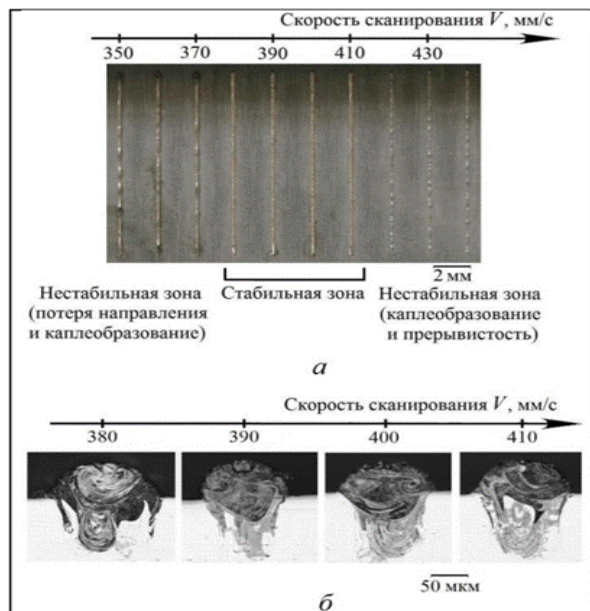 Скорость сканирования V, мм/с
350 360 370 390 410 430
2 мм
Нестабильная зона
(потеря направления
и каплеобразование)
Стабильная зона
Нестабильная зона
(каплеобразование
и прерывистость)
а
Скорость сканирования V, мм/с
380 390 400 410
50 мкм
б